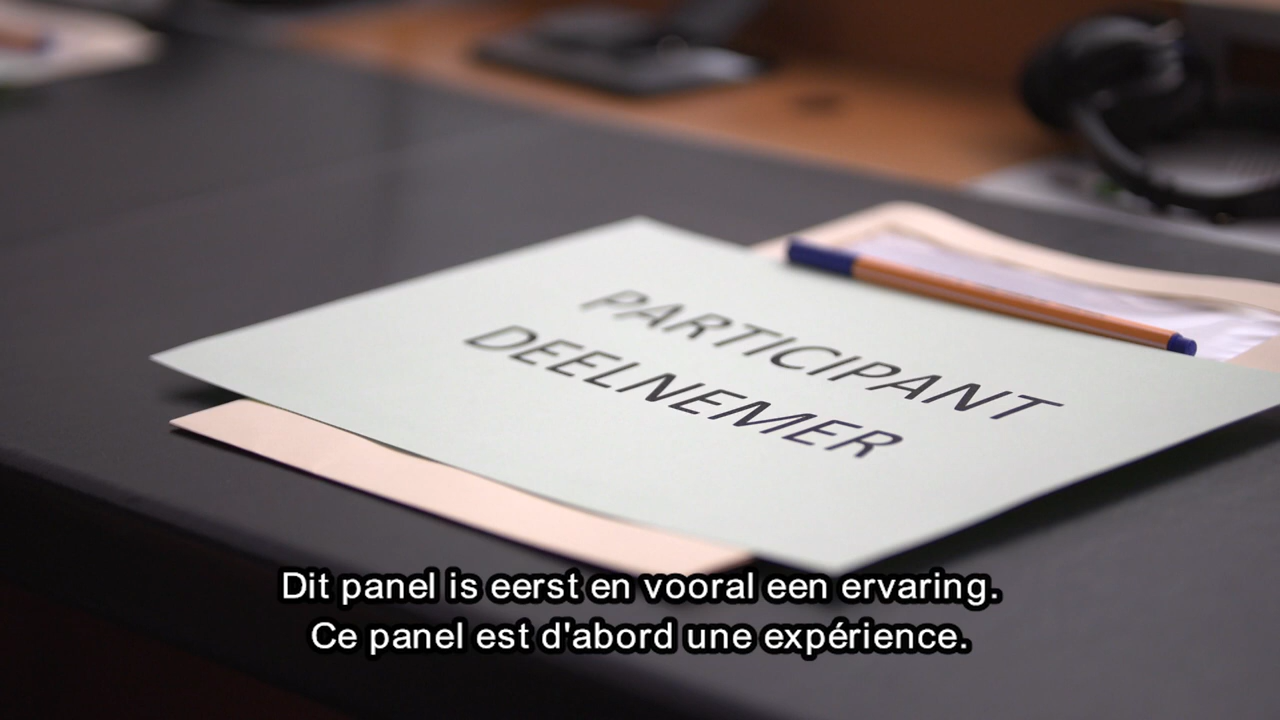 PARTICIPANT
DEELNEMER
Dit panel is eerst en vooral een ervaring.
Ce panel est d'abord une expérience.